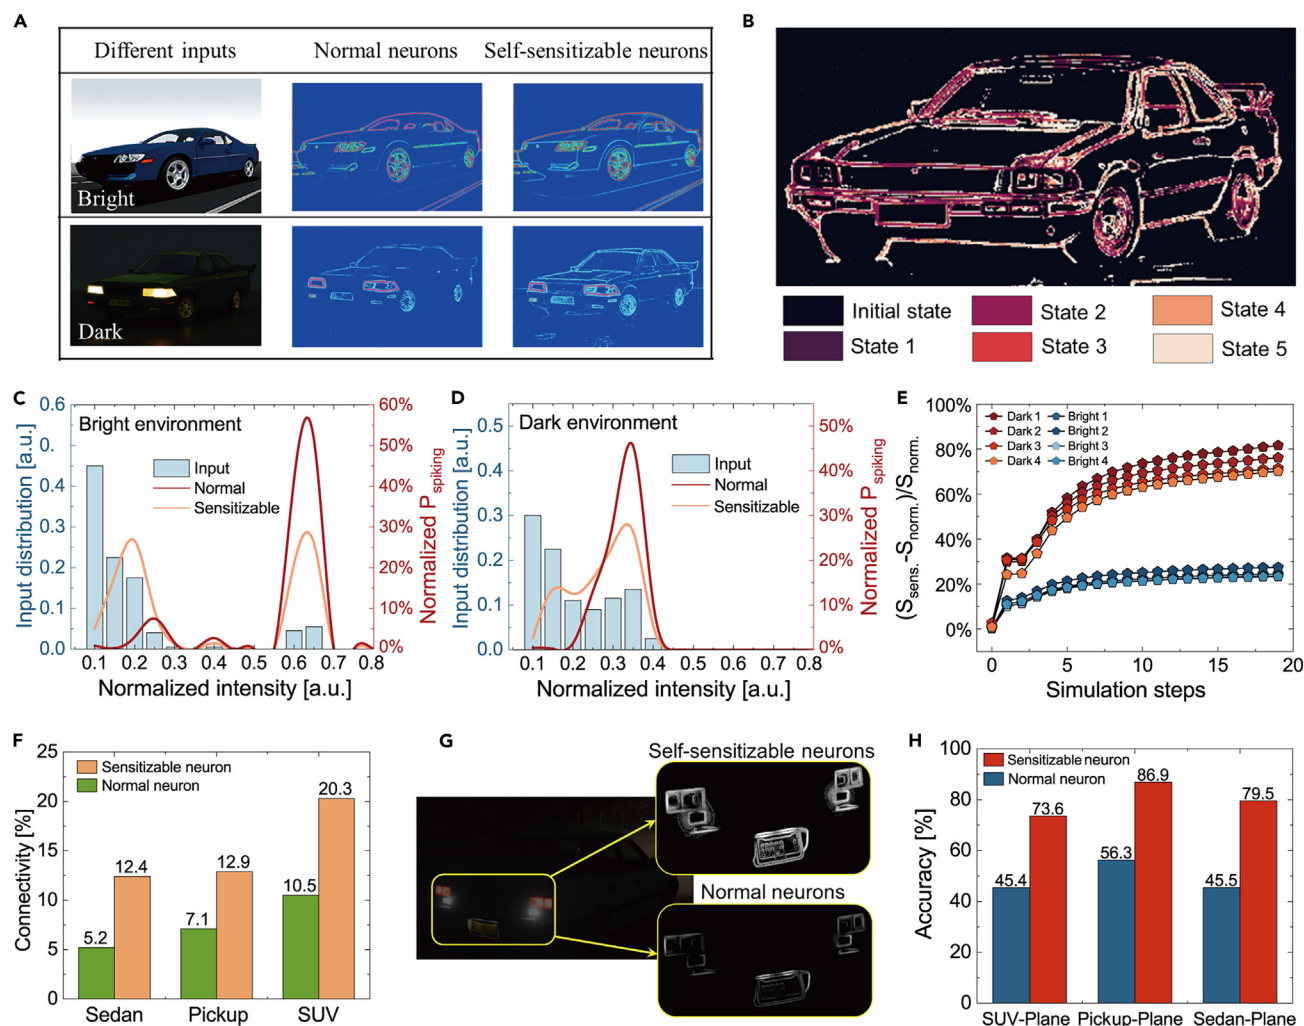 A
Different inputs
Normal neurons
Self-sensitizable neurons
Bright
Dark
B
Initial state
State 2
State 4
State 1
State 3
State 5
C
0.6
0.5
0.4
0.3
0.2
0.1
0.0
Input distribution [a.u.]
Bright environment
Input
Normal
Sensitizable
60%
50%
40%
30%
20%
10%
0%
Normalized Pspiking
0.1 0.2 0.3 0.4 0.5 0.6 0.7 0.8
Normalized intensity [a.u.]
D
0.5
0.4
0.3
0.2
0.1
0.0
Input distribution [a.u.]
Dark environment
Input
Normal
Sensitizable
50%
40%
30%
20%
10%
0%
Normalized Pspiking
0.1 0.2 0.3 0.4 0.5 0.6 0.7 0.8
Normalized intensity [a.u.]
E
100%
80%
60%
40%
20%
0%
(Ssens.-Snorm.)/Snorm.
Dark 1 Bright 1
Dark 2 Bright 2
Dark 3 Bright 3
Dark 4 Bright 4
0 5 10 15 20
Simulation steps
F
25
20
15
10
5
0
Connectivity [%]
Sensitizable neuron
Normal neuron
5.2
12.4
7.1
12.9
10.5
20.3
Sedan Pickup SUV
G
Self-sensitizable neurons
Normal neurons
H
100
80
60
40
20
0
Accuracy [%]
Sensitizable neuron
Normal neuron
45.4
73.6
56.3
86.9
45.5
79.5
SUV-Plane Pickup-Plane Sedan-Plane